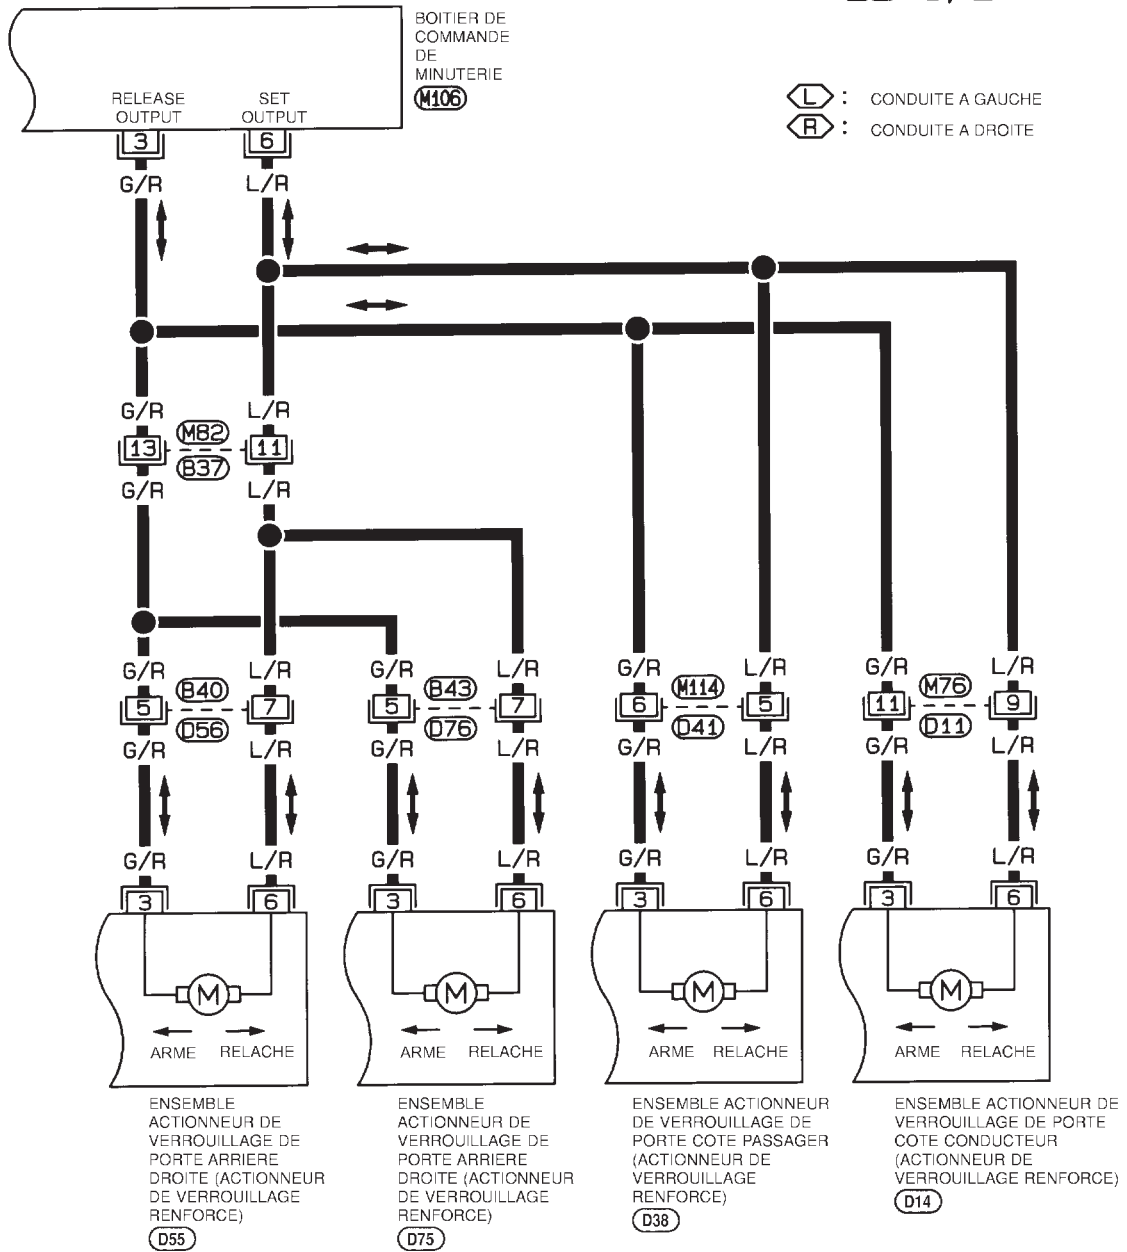 BOITIER DE
COMMANDE
DE
MINUTERIE
M106
RELEASE
OUTPUT
SET
OUTPUT
3
6
L : CONDUITE A GAUCHE
R : CONDUITE A DROITE
G/R L/R
G/R L/R
13 M82 11
B37
G/R L/R
G/R L/R G/R L/R G/R L/R G/R L/R
5 B40 7 5 B43 7 6 M114 5 11 M76 9
D56 D76 D41 D11
G/R L/R G/R L/R G/R L/R G/R L/R
G/R L/R G/R L/R G/R L/R G/R L/R
3 6 3 6 3 6 3 6
M M M M
ARME RELACHE ARME RELACHE ARME RELACHE ARME RELACHE
ENSEMBLE
ACTIONNEUR DE
VERROUILLAGE DE
PORTE ARRIERE
DROITE (ACTIONNEUR
DE VERROUILLAGE
RENFORCE)
D55
ENSEMBLE
ACTIONNEUR DE
VERROUILLAGE DE
PORTE ARRIERE
DROITE (ACTIONNEUR
DE VERROUILLAGE
RENFORCE)
D75
ENSEMBLE ACTIONNEUR
DE VERROUILLAGE DE
PORTE COTE PASSAGER
(ACTIONNEUR DE
VERROUILLAGE
RENFORCE)
D38
ENSEMBLE ACTIONNEUR DE
VERROUILLAGE DE PORTE
COTE CONDUCTEUR
(ACTIONNEUR DE
VERROUILLAGE RENFORCE)
D14